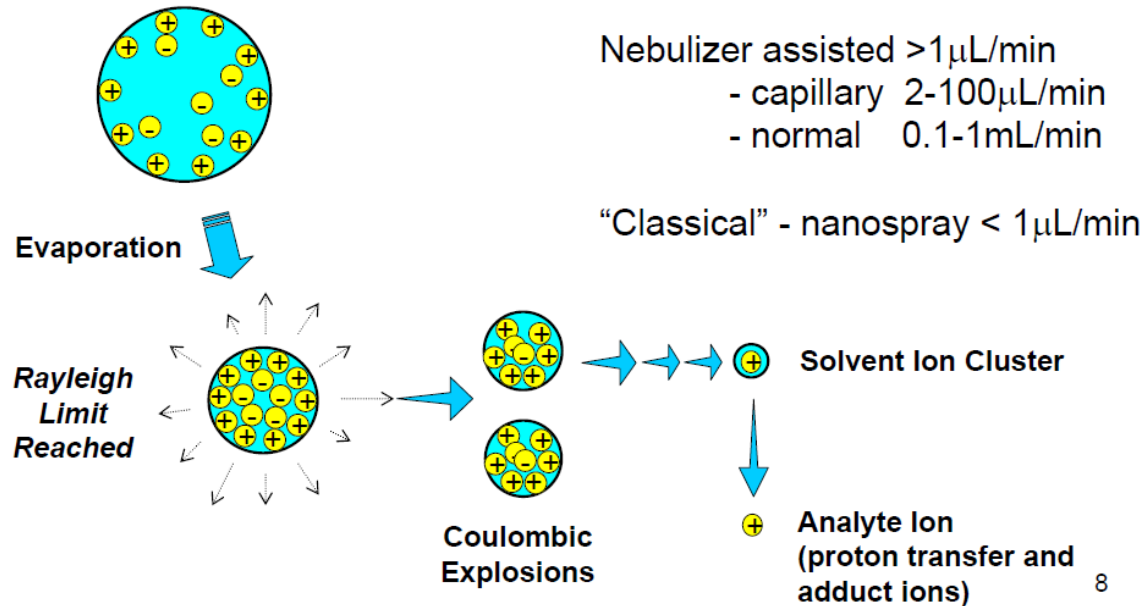 Nebulizer assisted >1μL/min
- capillary 2-100μL/min
- normal 0.1-1mL/min
“Classical” - nanospray < 1μL/min
Evaporation
Rayleigh
Limit
Reached
Coulombic
Explosions
Solvent Ion Cluster
Analyte Ion
(proton transfer and
adduct ions)
8